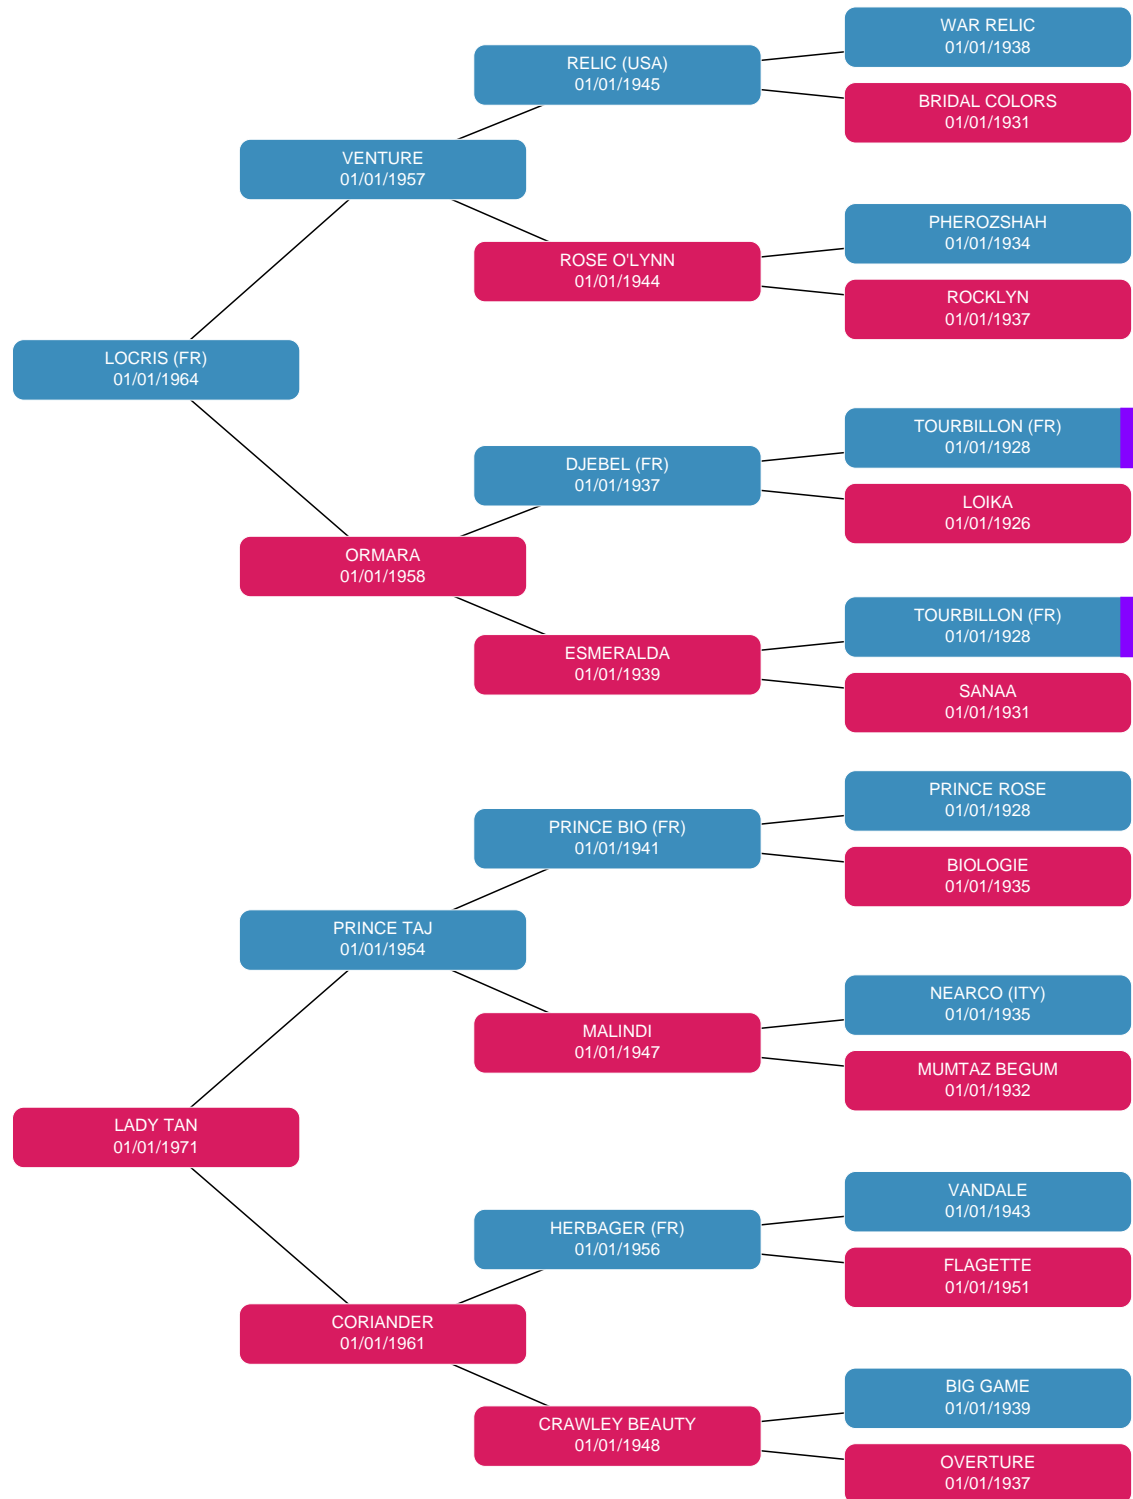 WAR RELIC
01/01/1938
RELIC (USA)
01/01/1945
BRIDAL COLORS
01/01/1931
VENTURE
01/01/1957
PHEROZSHAH
01/01/1934
ROSE O'LYNN
01/01/1944
ROCKLYN
01/01/1937
LOCRIS (FR)
01/01/1964
TOURBILLON (FR)
01/01/1928
DJEBEL (FR)
01/01/1937
LOIKA
01/01/1926
ORMARA
01/01/1958
TOURBILLON (FR)
01/01/1928
ESMERALDA
01/01/1939
SANAA
01/01/1931
PRINCE ROSE
01/01/1928
PRINCE BIO (FR)
01/01/1941
BIOLOGIE
01/01/1935
PRINCE TAJ
01/01/1954
NEARCO (ITY)
01/01/1935
MALINDI
01/01/1947
MUMTAZ BEGUM
01/01/1932
LADY TAN
01/01/1971
VANDALE
01/01/1943
HERBAGER (FR)
01/01/1956
FLAGETTE
01/01/1951
CORIANDER
01/01/1961
BIG GAME
01/01/1939
CRAWLEY BEAUTY
01/01/1948
OVERTURE
01/01/1937